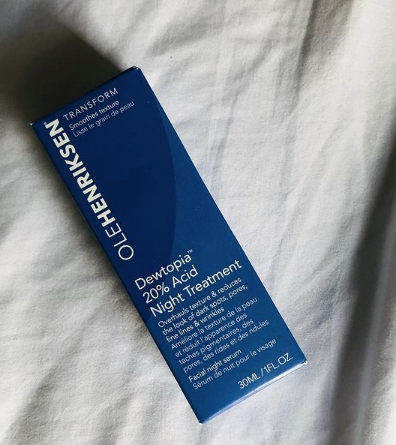 OLEHENRIKSEN
TRANSFORM
Smoothes texture
Lisse le grain de peau
Dewtopia™
20% Acid
Night Treatment
Overhauls texture & reduces
the look of dark spots, pores,
fine lines & wrinkles
Améliore la texture de la peau
et réduit l'apparence des
taches pigmentaires, des
pores, des rides et des ridules
Facial night serum
Sérum de nuit pour le visage
30ML/1FL.OZ